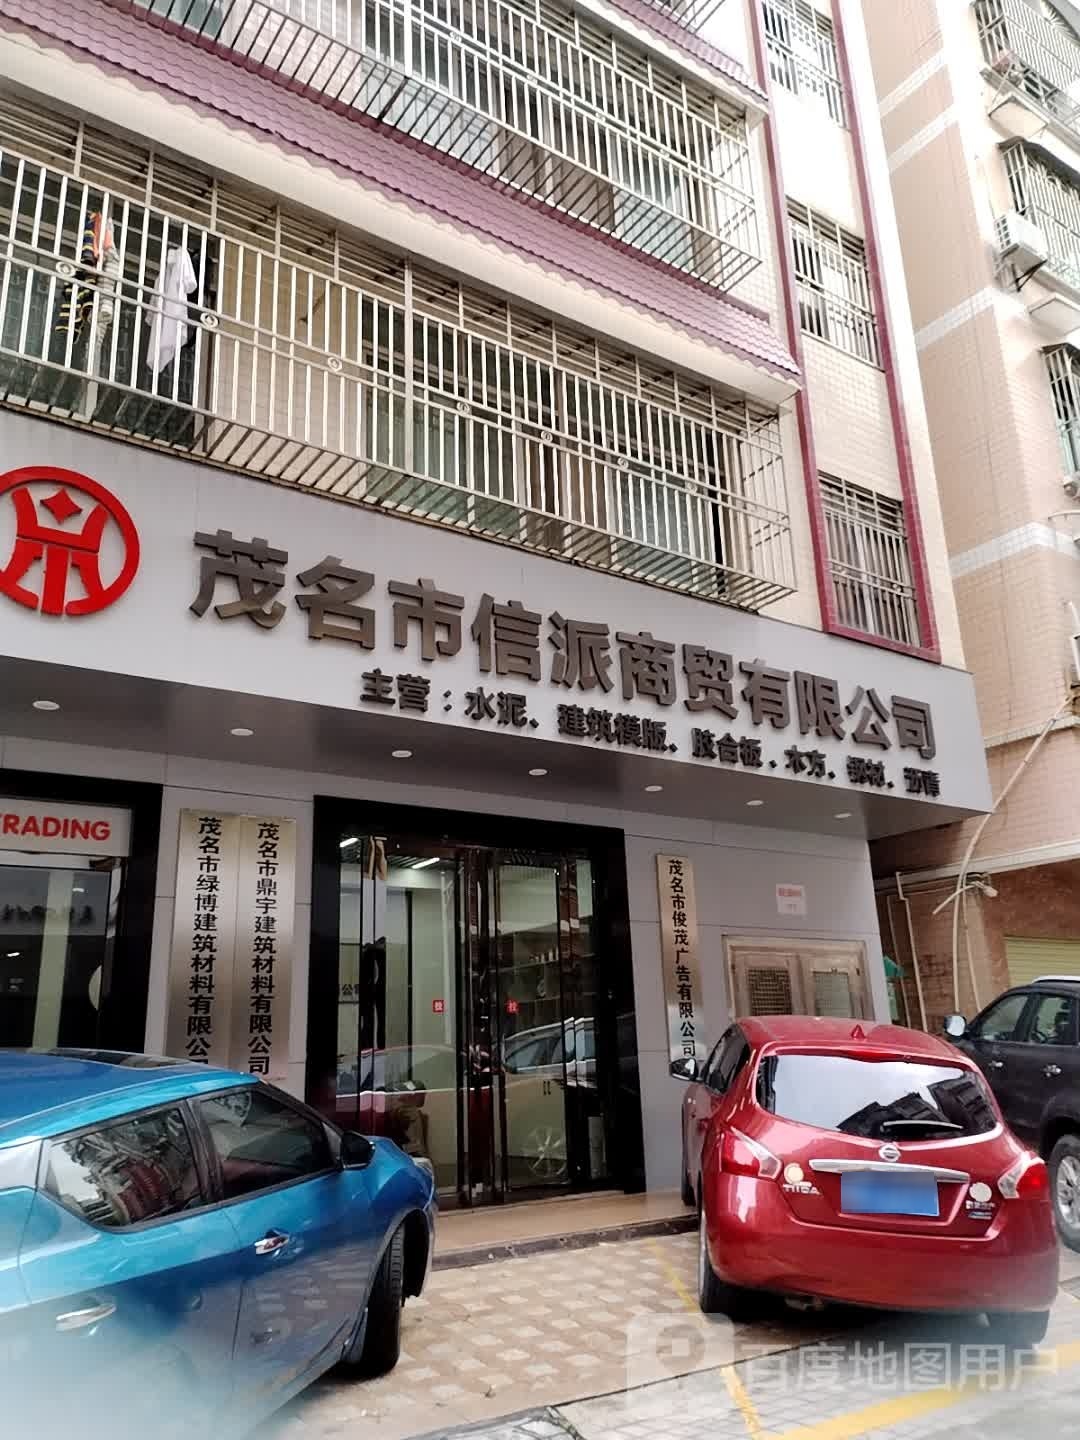 茂名市信派商贸有限公司
主营：水泥、建筑模版、胶合板、木方、钢材、沥青
TRADING
茂名市绿博建筑材料有限公司
茂名市鼎宇建筑材料有限公司
茂名市俊茂广告有限公司
TIIDA
百度地图用户